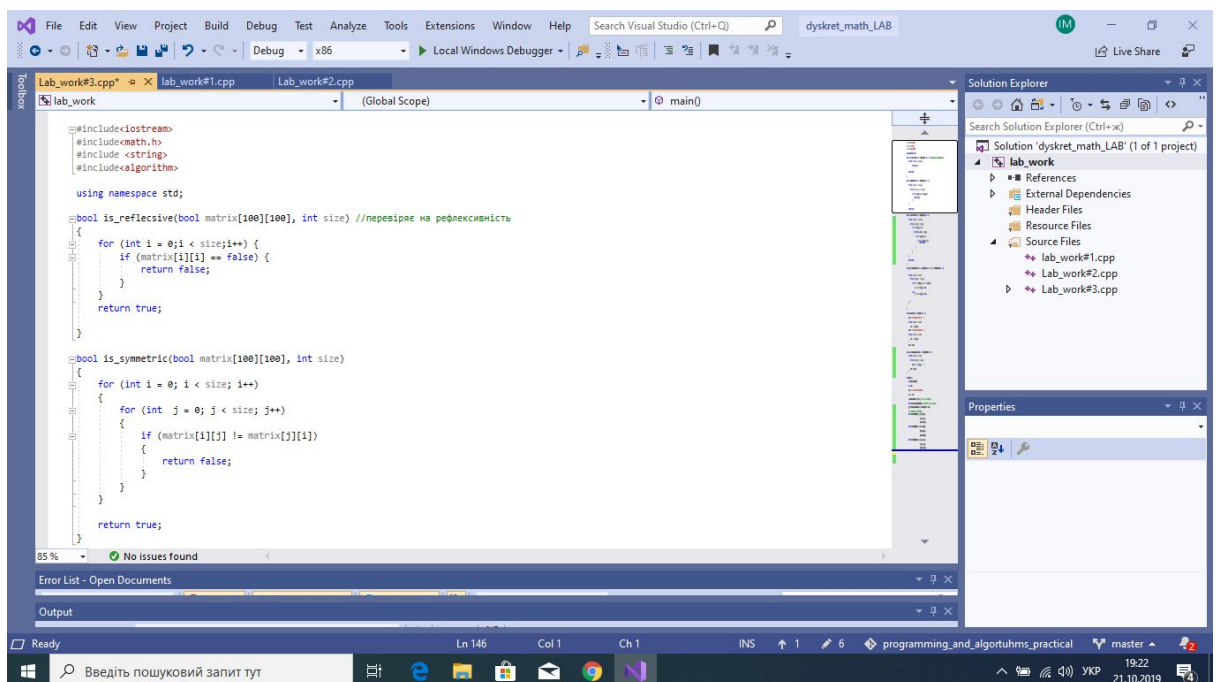 File Edit View Project Build Debug Test Analyze Tools Extensions Window Help Search Visual Studio (Ctrl+Q) dyskret_math_LAB IM
Debug x86 Local Windows Debugger Live Share
Toolbox
Lab_work#3.cpp* lab_work#1.cpp Lab_work#2.cpp
lab_work (Global Scope) main()
#include<iostream>
#include<math.h>
#include <string>
#include<algorithm>
using namespace std;
bool is_reflecsive(bool matrix[100][100], int size) //перевіряє на рефлексивність
{
for (int i = 0;i < size;i++) {
if (matrix[i][i] == false) {
return false;
}
}
return true;
}
bool is_symmetric(bool matrix[100][100], int size)
{
for (int i = 0; i < size; i++)
{
for (int j = 0; j < size; j++)
{
if (matrix[i][j] != matrix[j][i])
{
return false;
}
}
}
return true;
}
85 % No issues found
Error List - Open Documents
Output
Solution Explorer
Search Solution Explorer (Ctrl+ж)
Solution 'dyskret_math_LAB' (1 of 1 project)
lab_work
References
External Dependencies
Header Files
Resource Files
Source Files
lab_work#1.cpp
Lab_work#2.cpp
Lab_work#3.cpp
Properties
Ready Ln 146 Col 1 Ch 1 INS 1 6 programming_and_algortuhms_practical master 2
Введіть пошуковий запит тут УКР 19:22
21.10.2019 4